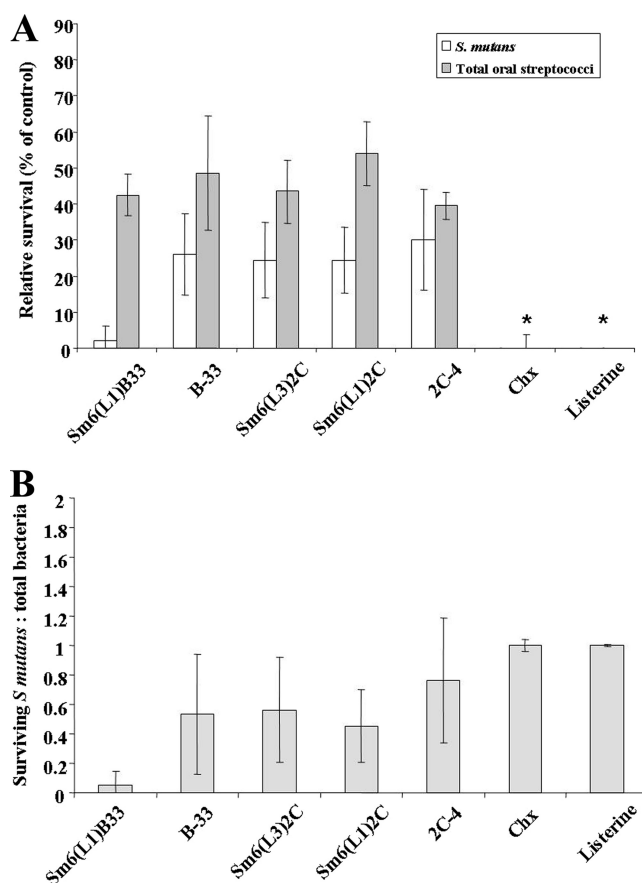 A
S. mutans
Total oral streptococci
Relative survival (% of control)
90
80
70
60
50
40
30
20
10
0
* *
Sm6(L1)B33 B-33 Sm6(L3)2C Sm6(L1)2C 2C-4 Chx Listerine
B
Surviving S mutans : total bacteria
2
1.8
1.6
1.4
1.2
1
0.8
0.6
0.4
0.2
0
Sm6(L1)B33 B-33 Sm6(L3)2C Sm6(L1)2C 2C-4 Chx Listerine